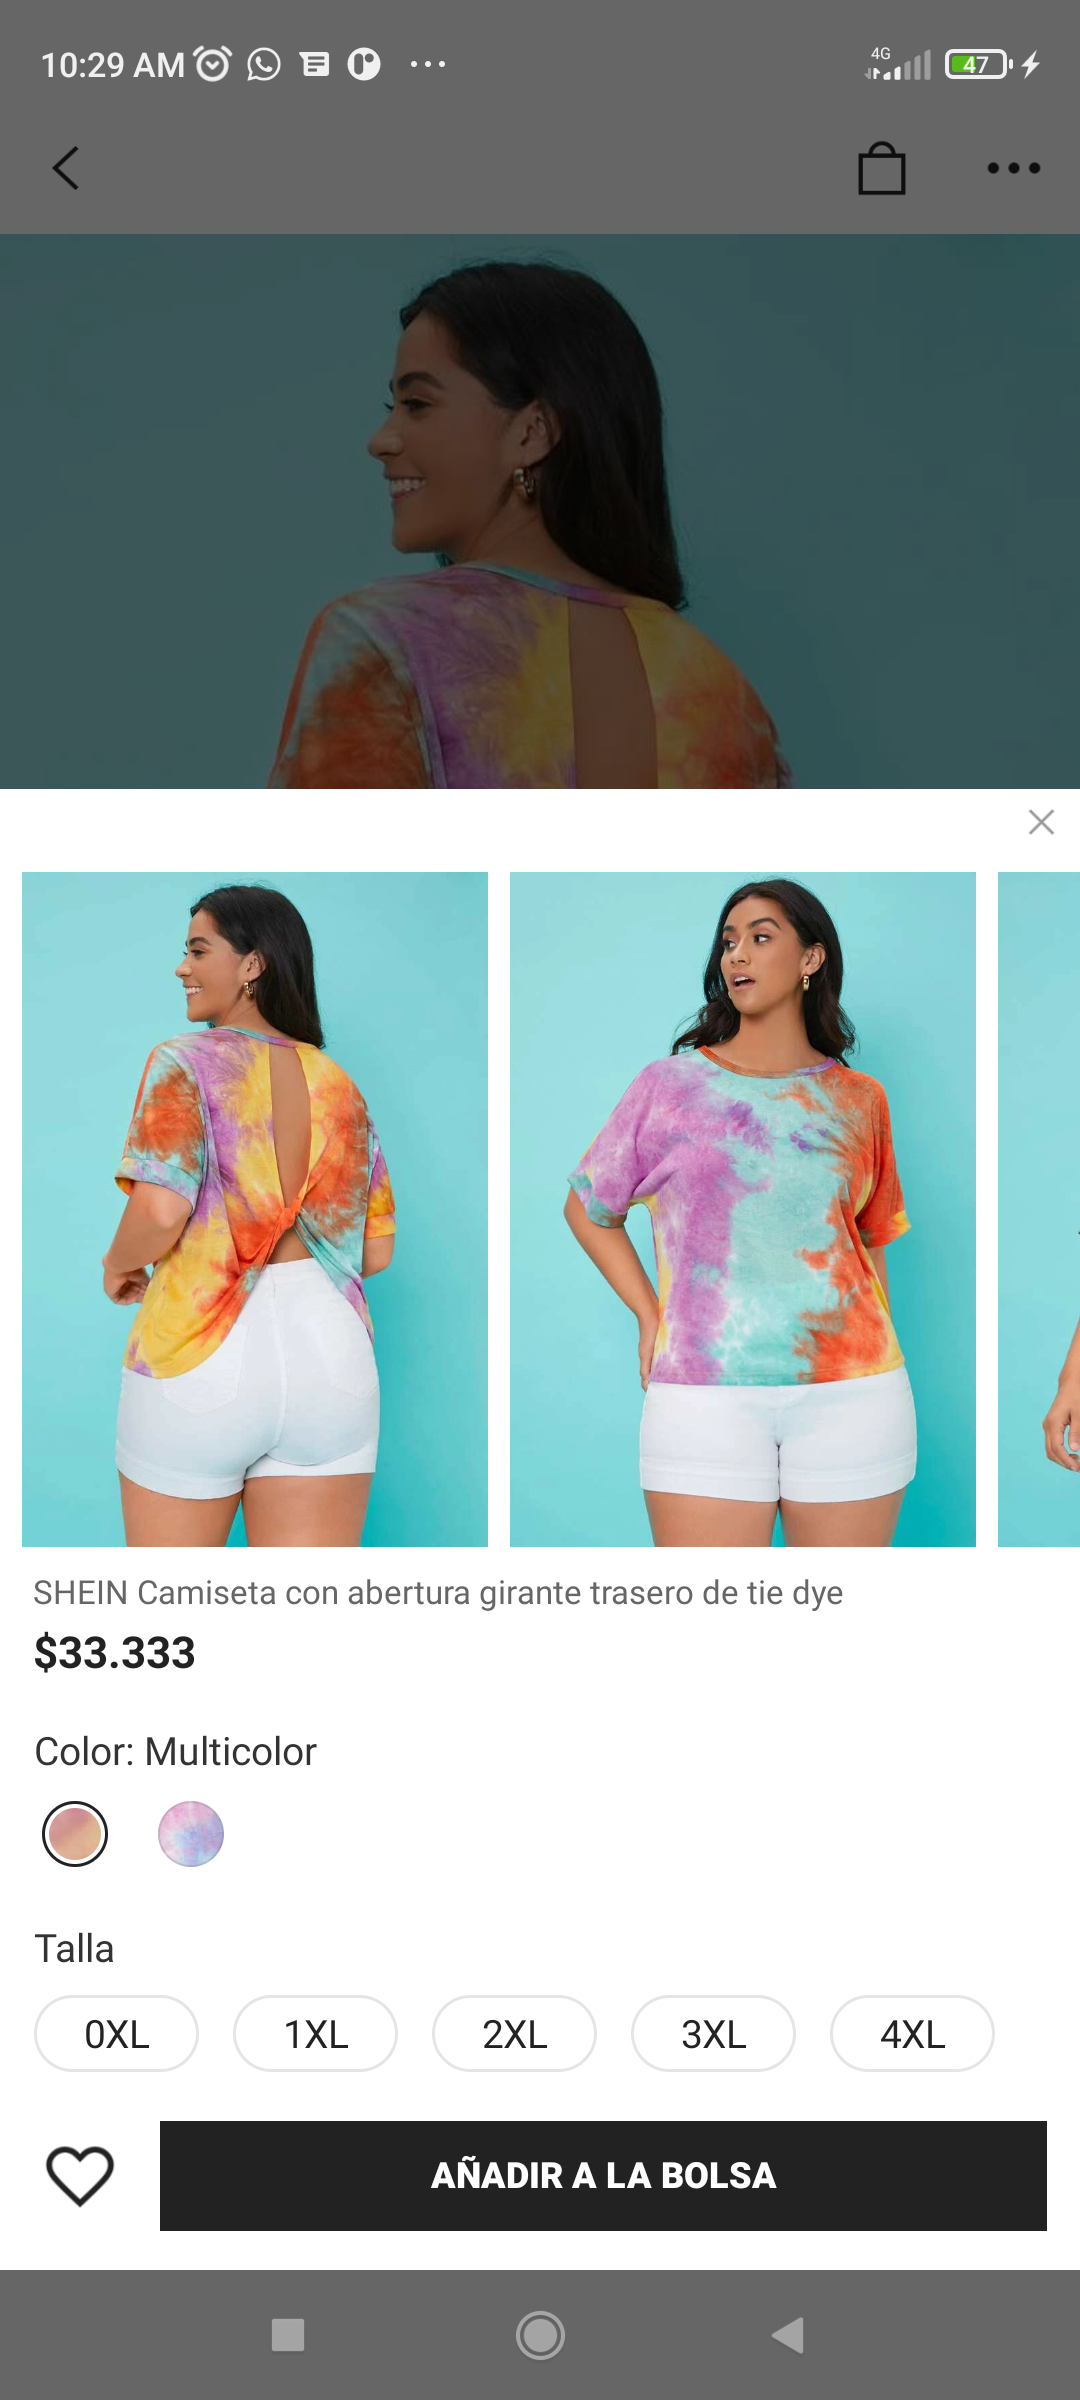 10:29 AM
4G
47
SHEIN Camiseta con abertura girante trasero de tie dye
$33.333
Color: Multicolor
Talla
0XL 1XL 2XL 3XL 4XL
AÑADIR A LA BOLSA